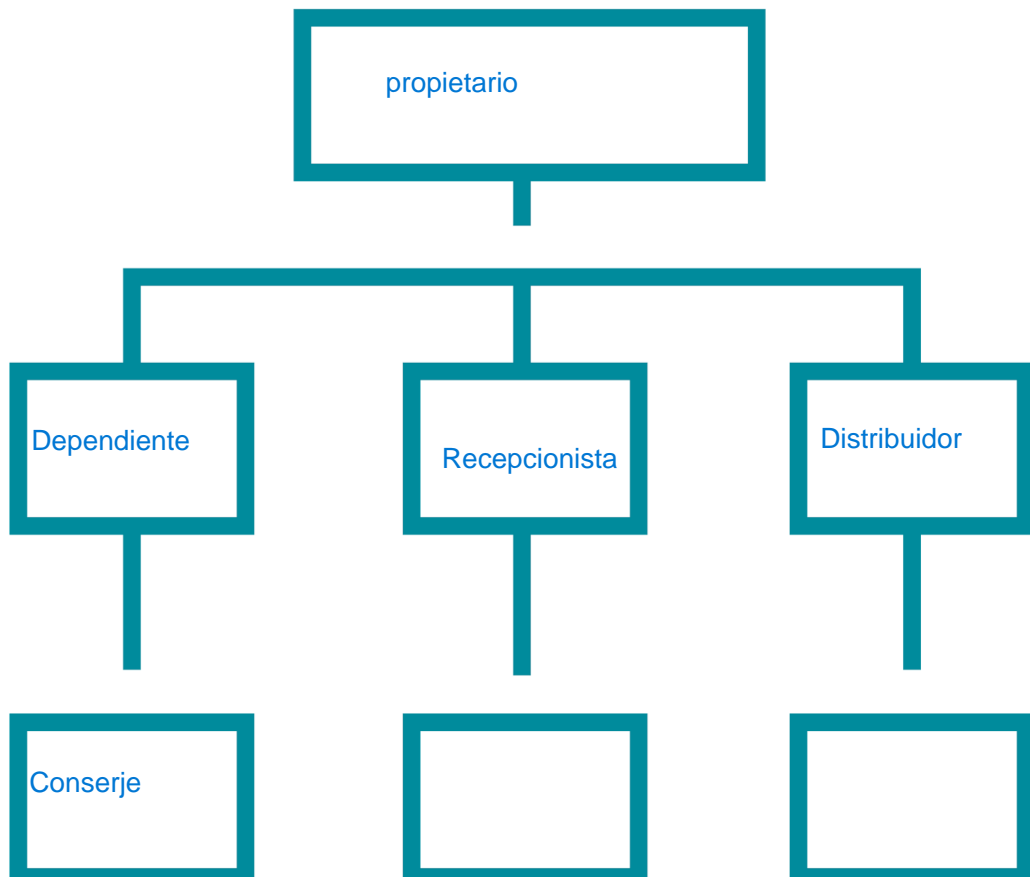 propietario
Dependiente
Recepcionista
Distribuidor
Conserje